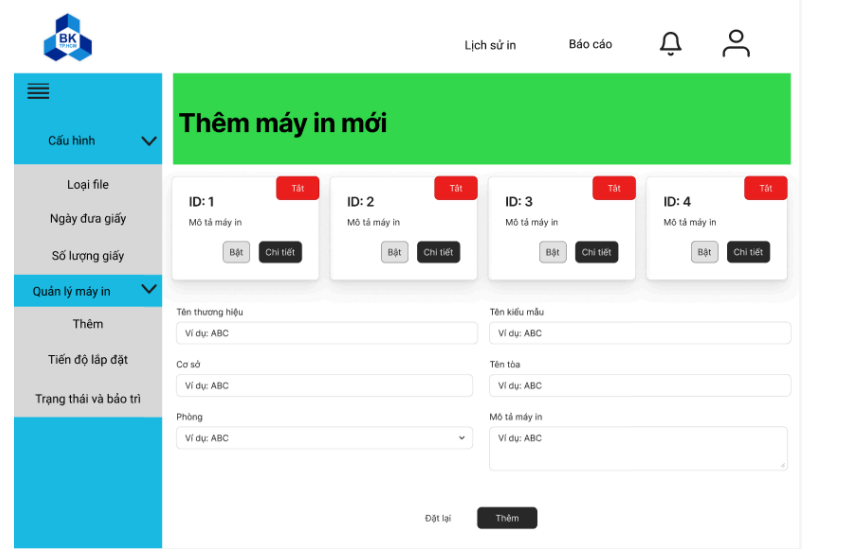 BK
TP.HCM
Lịch sử in
Báo cáo
Cấu hình
Thêm máy in mới
Loại file
Ngày đưa giấy
Số lượng giấy
Quản lý máy in
Thêm
Tiến độ lắp đặt
Trạng thái và bảo trì
Tắt
ID: 1
Mô tả máy in
Bật
Chi tiết
Tắt
ID: 2
Mô tả máy in
Bật
Chi tiết
Tắt
ID: 3
Mô tả máy in
Bật
Chi tiết
Tắt
ID: 4
Mô tả máy in
Bật
Chi tiết
Tên thương hiệu
Ví dụ: ABC
Tên kiểu mẫu
Ví dụ: ABC
Cơ sở
Ví dụ: ABC
Tên tòa
Ví dụ: ABC
Phòng
Ví dụ: ABC
Mô tả máy in
Ví dụ: ABC
Đặt lại
Thêm